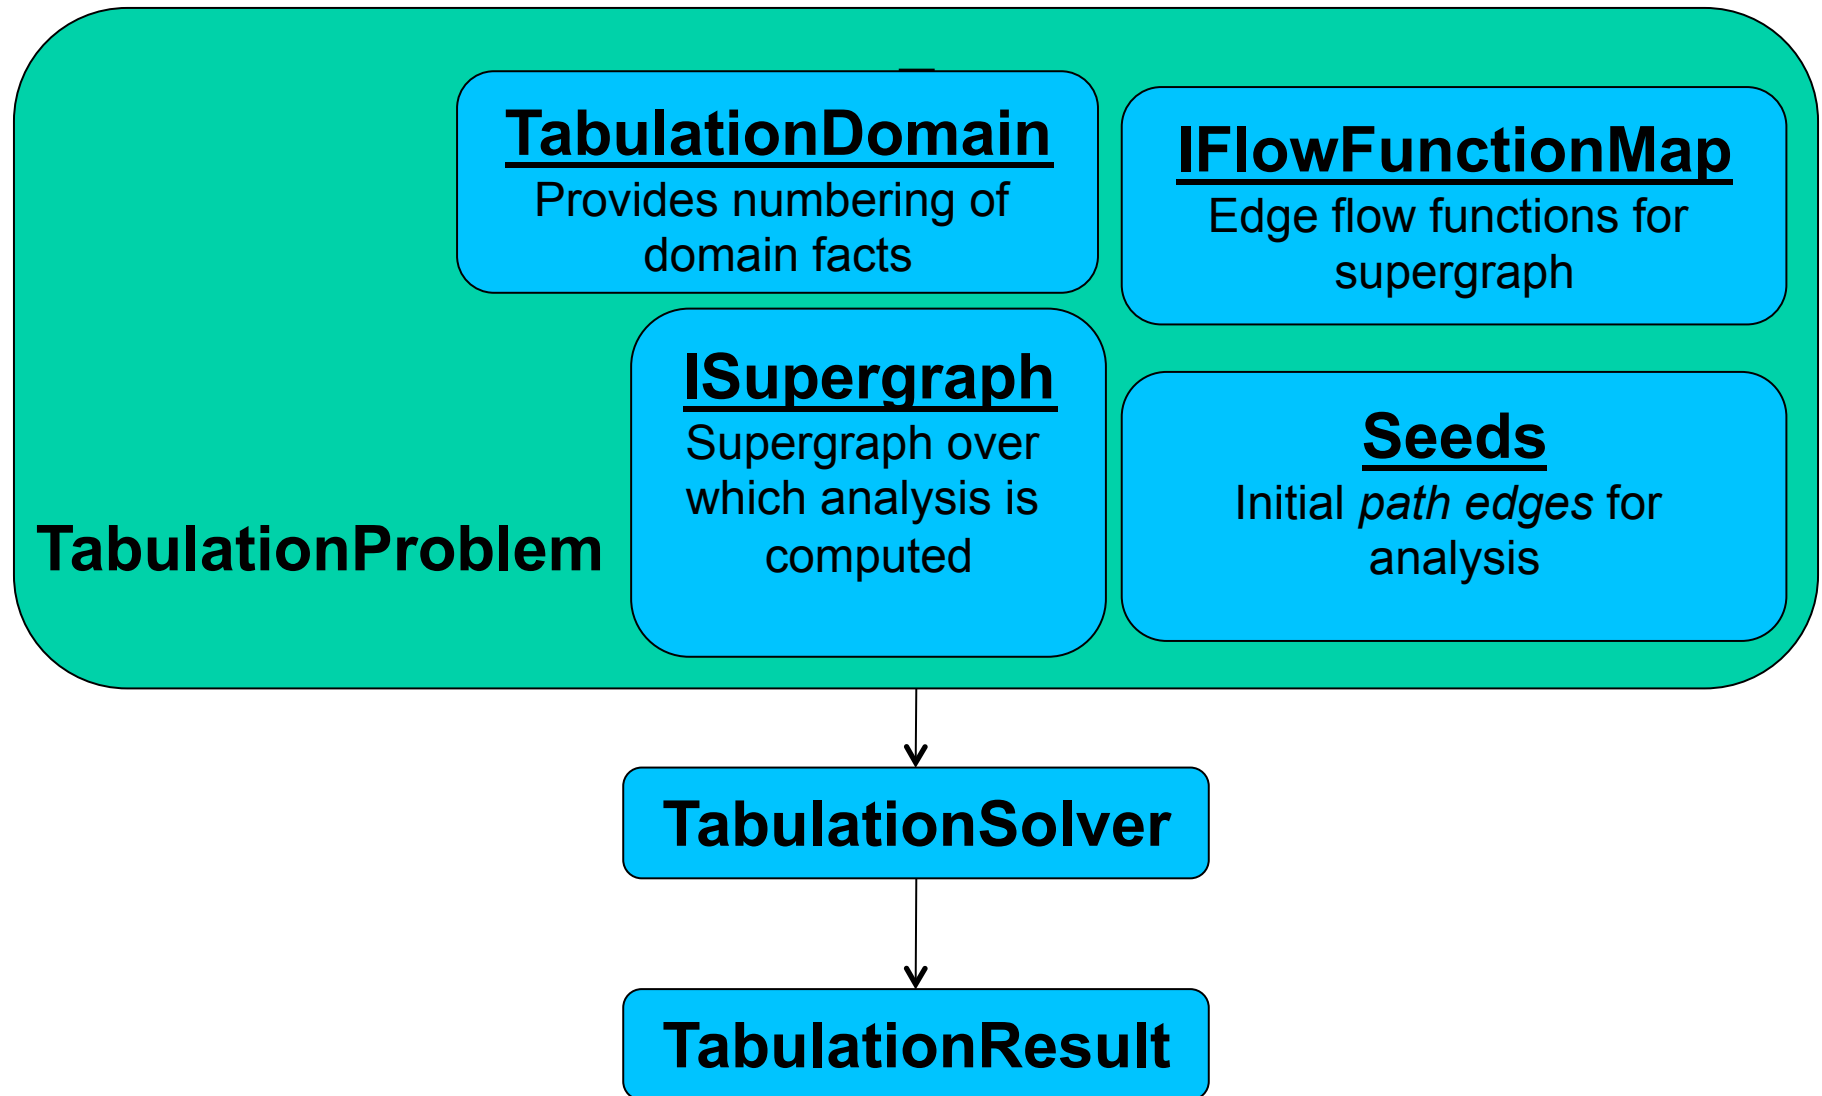 TabulationDomain
Provides numbering of
domain facts
IFlowFunctionMap
Edge flow functions for
supergraph
ISupergraph
Supergraph over
which analysis is
computed
Seeds
Initial path edges for
analysis
TabulationProblem
TabulationSolver
TabulationResult